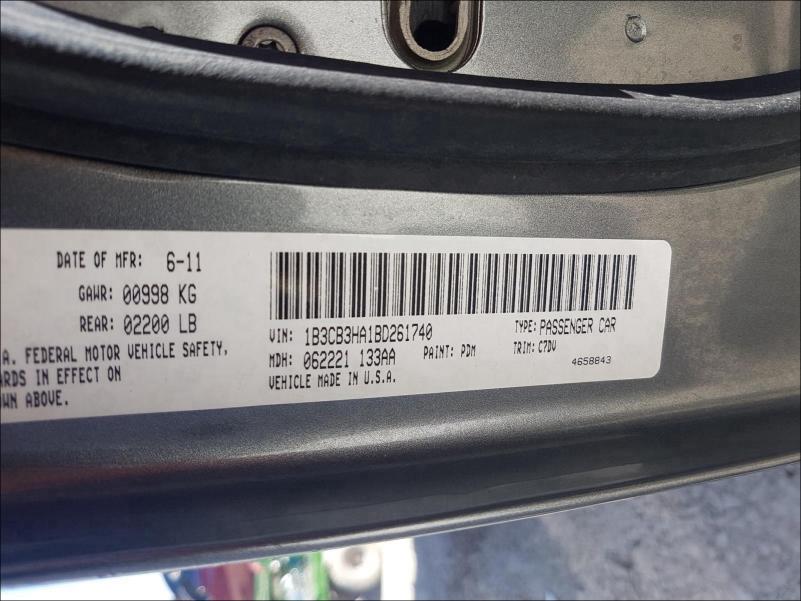 DATE OF MFR: 6-11
GAWR: 00998 KG
REAR: 02200 LB
A. FEDERAL MOTOR VEHICLE SAFETY,
ARDS IN EFFECT ON
WN ABOVE.
VIN: 1B3CB3HA1BD261740 TYPE: PASSENGER CAR
MDH: 062221 133AA PAINT: PDM TRIM: C7DV
VEHICLE MADE IN U.S.A. 4658843